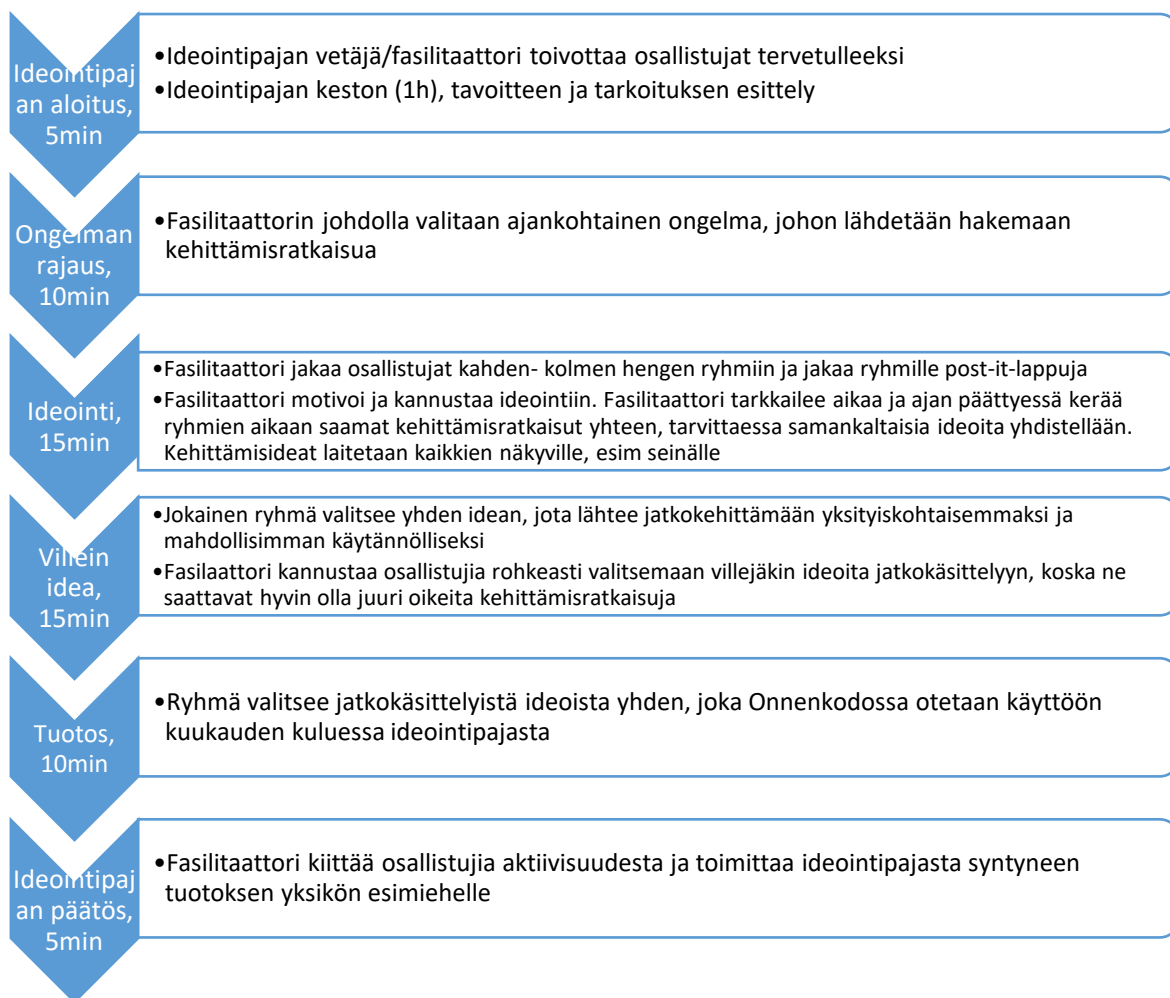 Ideointipaj
an aloitus,
5min
•Ideointipajan vetäjä/fasilitaattori toivottaa osallistujat tervetulleeksi
•Ideointipajan keston (1h), tavoitteen ja tarkoituksen esittely
Ongelman
rajaus,
10min
•Fasilitaattorin johdolla valitaan ajankohtainen ongelma, johon lähdetään hakemaan
kehittämisratkaisua
Ideointi,
15min
•Fasilitaattori jakaa osallistujat kahden- kolmen hengen ryhmiin ja jakaa ryhmille post-it-lappuja
•Fasilitaattori motivoi ja kannustaa ideointiin. Fasilitaattori tarkkailee aikaa ja ajan päättyessä kerää
ryhmien aikaan saamat kehittämisratkaisut yhteen, tarvittaessa samankaltaisia ideoita yhdistellään.
Kehittämisideat laitetaan kaikkien näkyville, esim seinälle
Villein
idea,
15min
•Jokainen ryhmä valitsee yhden idean, jota lähtee jatkokehittämään yksityiskohtaisemmaksi ja
mahdollisimman käytännölliseksi
•Fasilaattori kannustaa osallistujia rohkeasti valitsemaan villejäkin ideoita jatkokäsittelyyn, koska ne
saattavat hyvin olla juuri oikeita kehittämisratkaisuja
Tuotos,
10min
•Ryhmä valitsee jatkokäsittelyistä ideoista yhden, joka Onnenkodossa otetaan käyttöön
kuukauden kuluessa ideointipajasta
Ideointipaj
an päätös,
5min
•Fasilitaattori kiittää osallistujia aktiivisuudesta ja toimittaa ideointipajasta syntyneen
tuotoksen yksikön esimiehelle